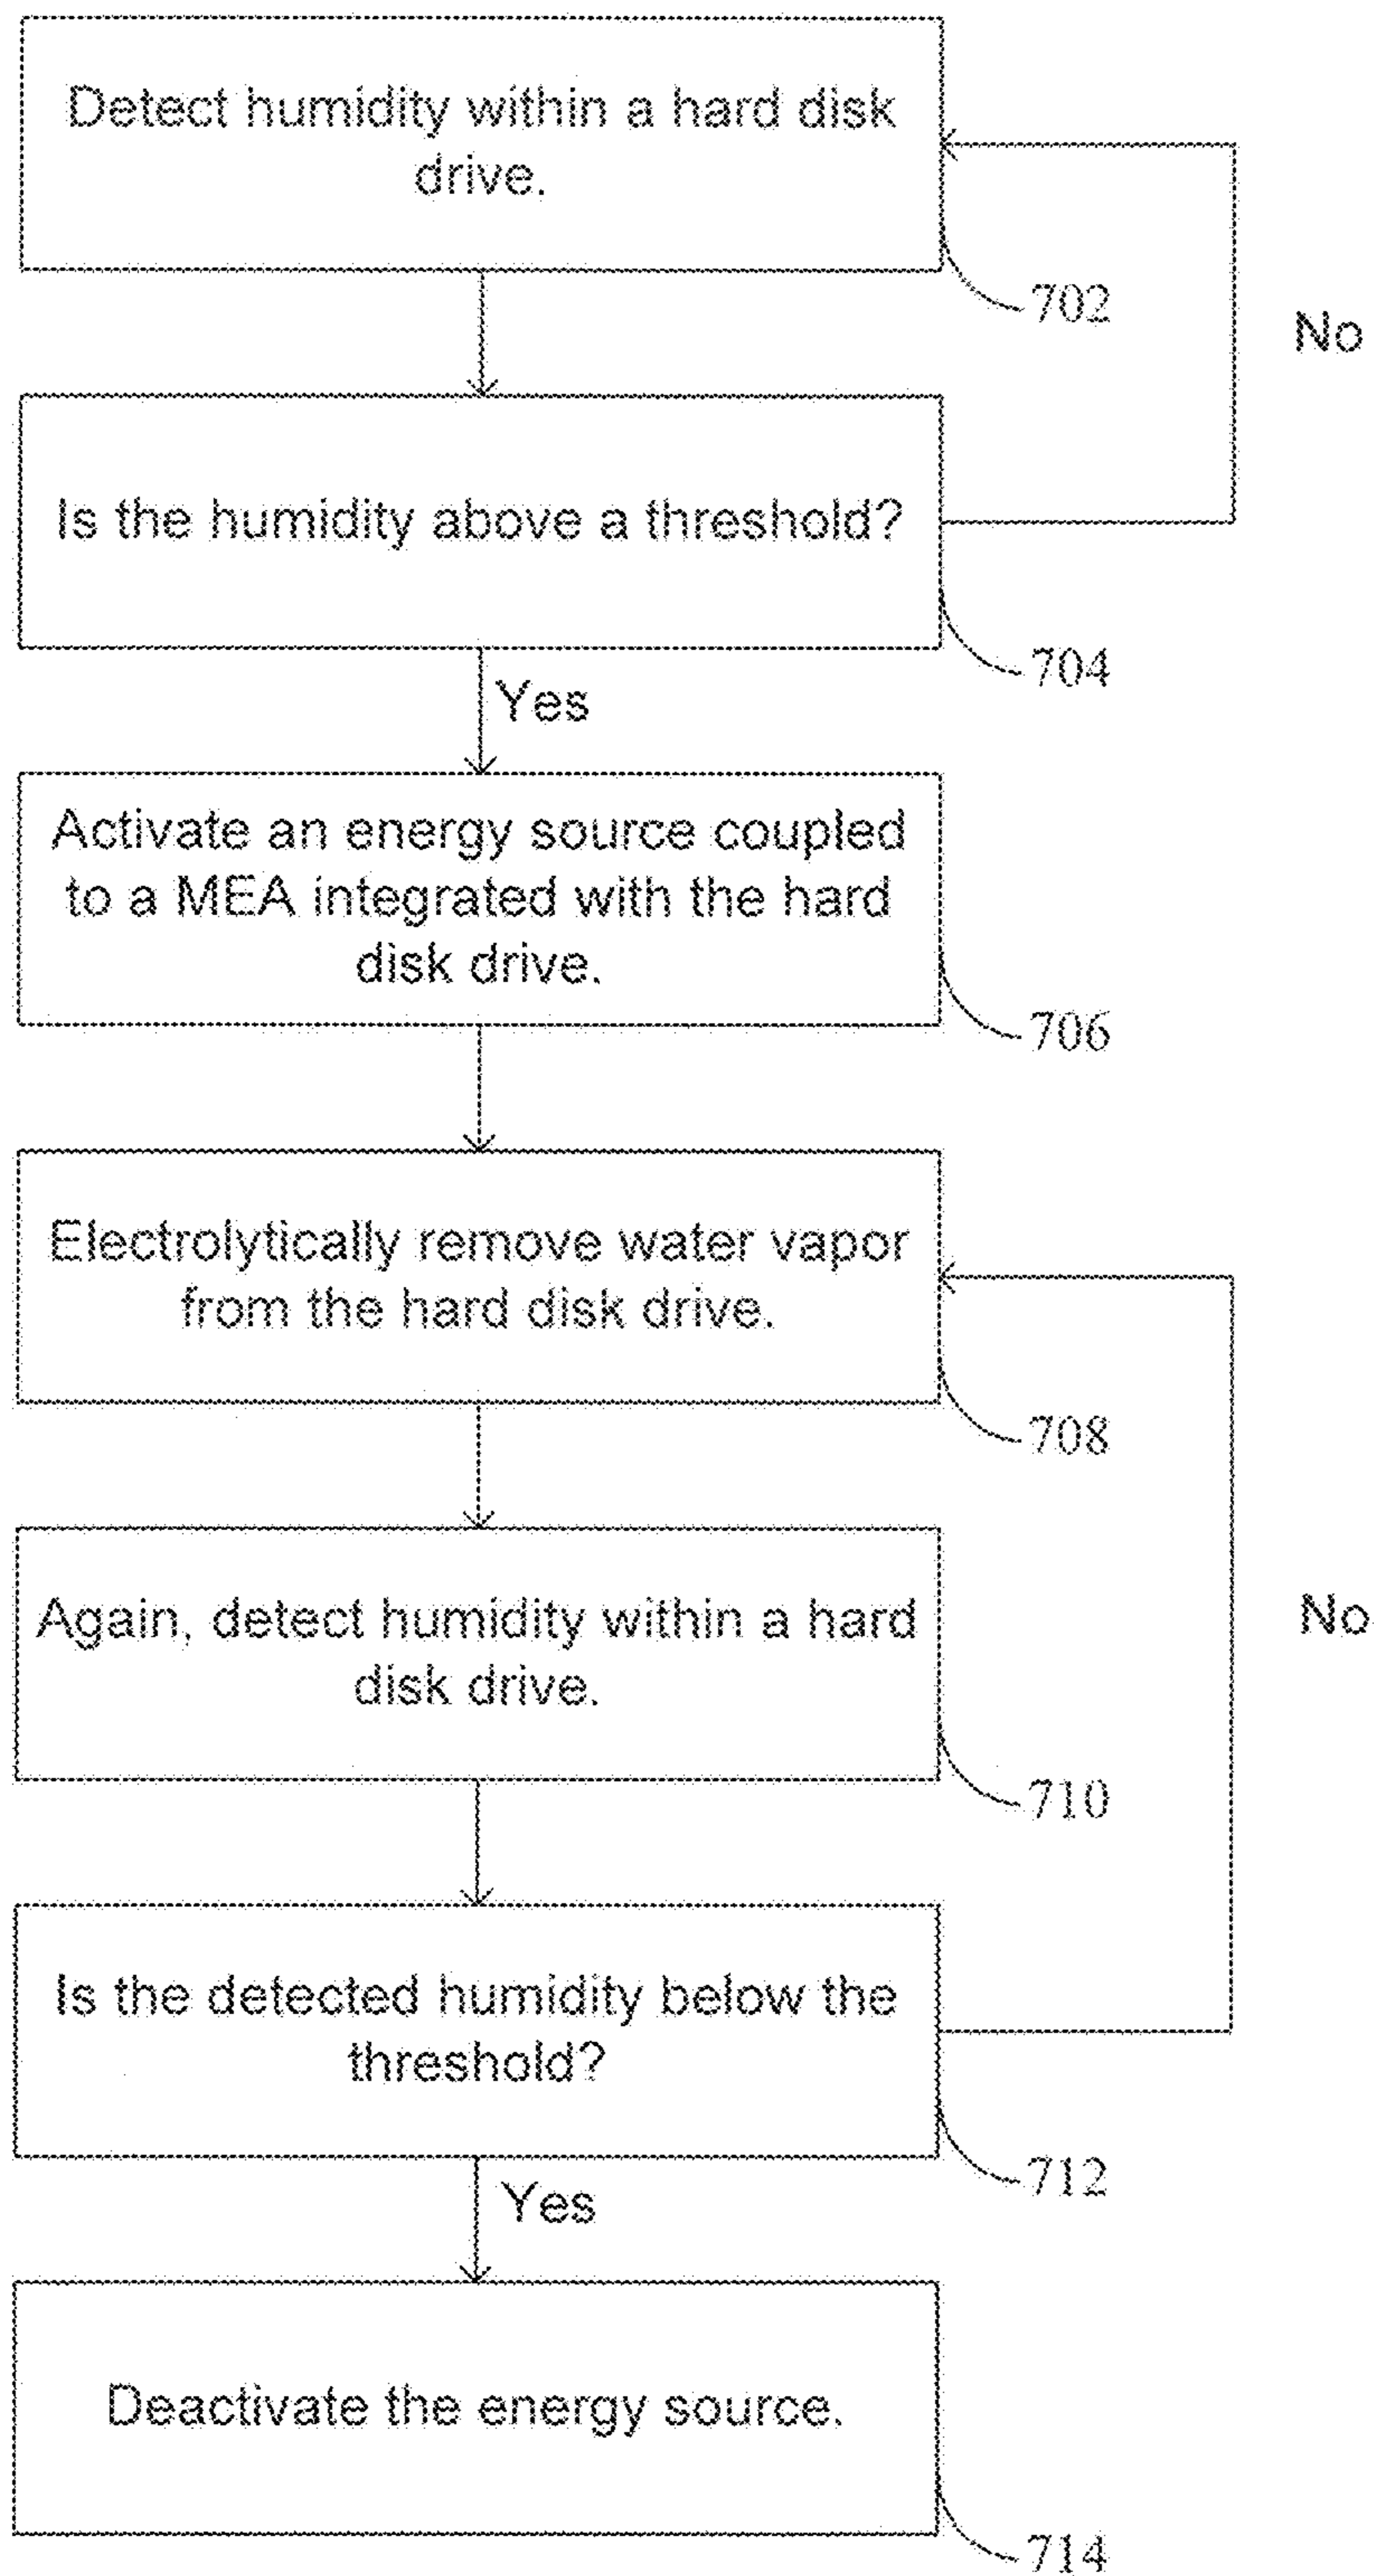 Detect humidity within a hard disk
drive.
702
No
Is the humidity above a threshold?
704
Yes
Activate an energy source coupled
to a MEA integrated with the hard
disk drive.
706
Electrolytically remove water vapor
from the hard disk drive.
708
Again, detect humidity within a hard
disk drive.
No
710
Is the detected humidity below the
threshold?
712
Yes
Deactivate the energy source.
714